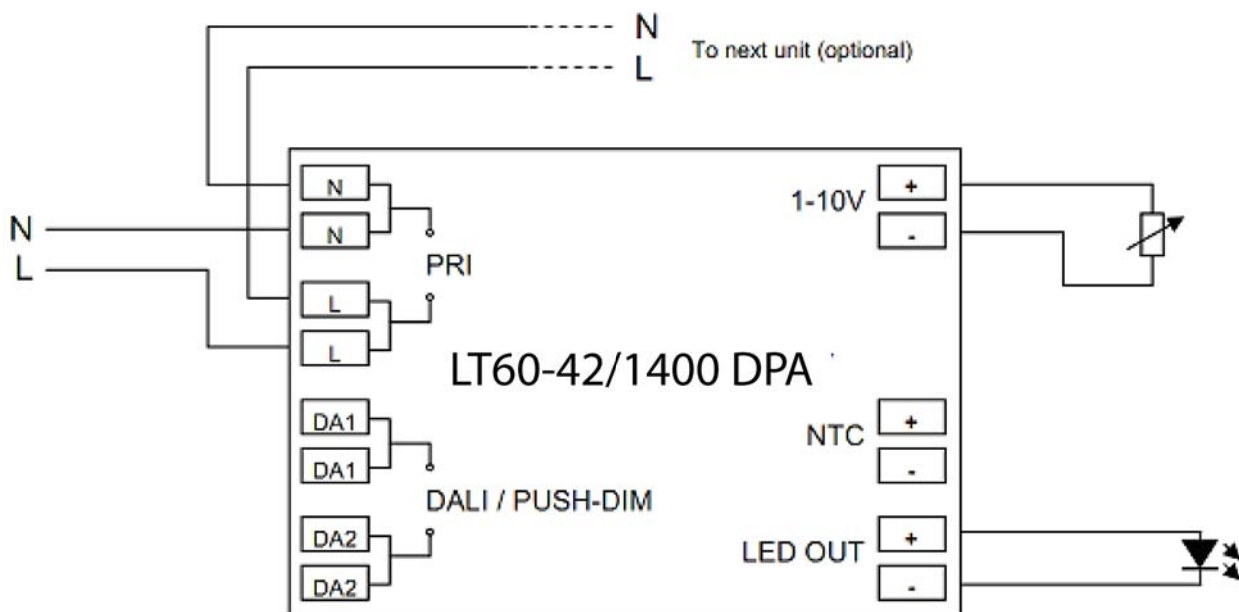 N
To next unit (optional)
L
N
1-10V
+
N
-
N
L
PRI
L
L
LT60-42/1400 DPA
DA1
NTC
+
DA1
-
DALI / PUSH-DIM
DA2
LED OUT
+
DA2
-